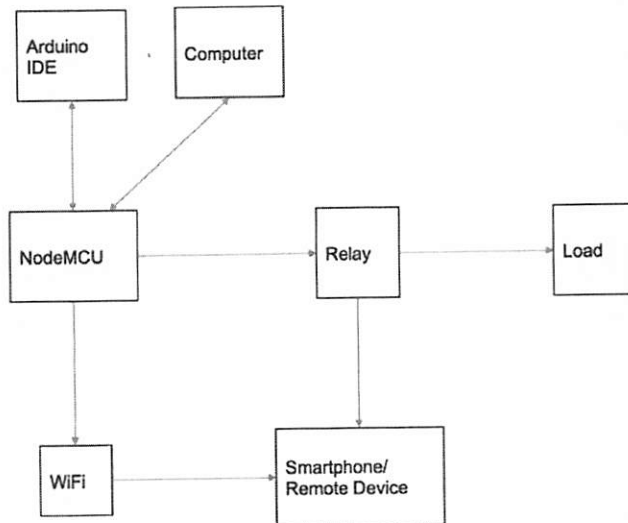 Arduino
IDE
Computer
NodeMCU
Relay
Load
WiFi
Smartphone/
Remote Device